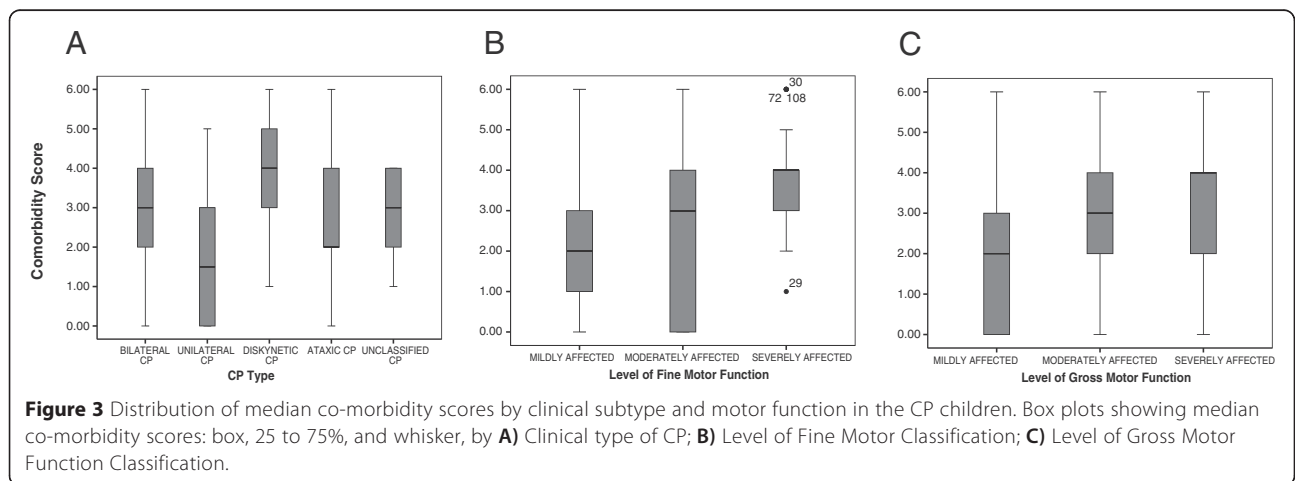 A
B
C
Comorbidity Score
6.00
5.00
4.00
3.00
2.00
1.00
0.00
BILATERAL CP
UNILATERAL CP
DISKYNETIC CP
ATAXIC CP
UNCLASSIFIED CP
CP Type
6.00
5.00
4.00
3.00
2.00
1.00
0.00
30
72 108
29
MILDLY AFFECTED
MODERATELY AFFECTED
SEVERELY AFFECTED
Level of Fine Motor Function
6.00
5.00
4.00
3.00
2.00
1.00
0.00
MILDLY AFFECTED
MODERATELY AFFECTED
SEVERELY AFFECTED
Level of Gross Motor Function
Figure 3 Distribution of median co-morbidity scores by clinical subtype and motor function in the CP children. Box plots showing median
co-morbidity scores: box, 25 to 75%, and whisker, by A) Clinical type of CP; B) Level of Fine Motor Classification; C) Level of Gross Motor
Function Classification.